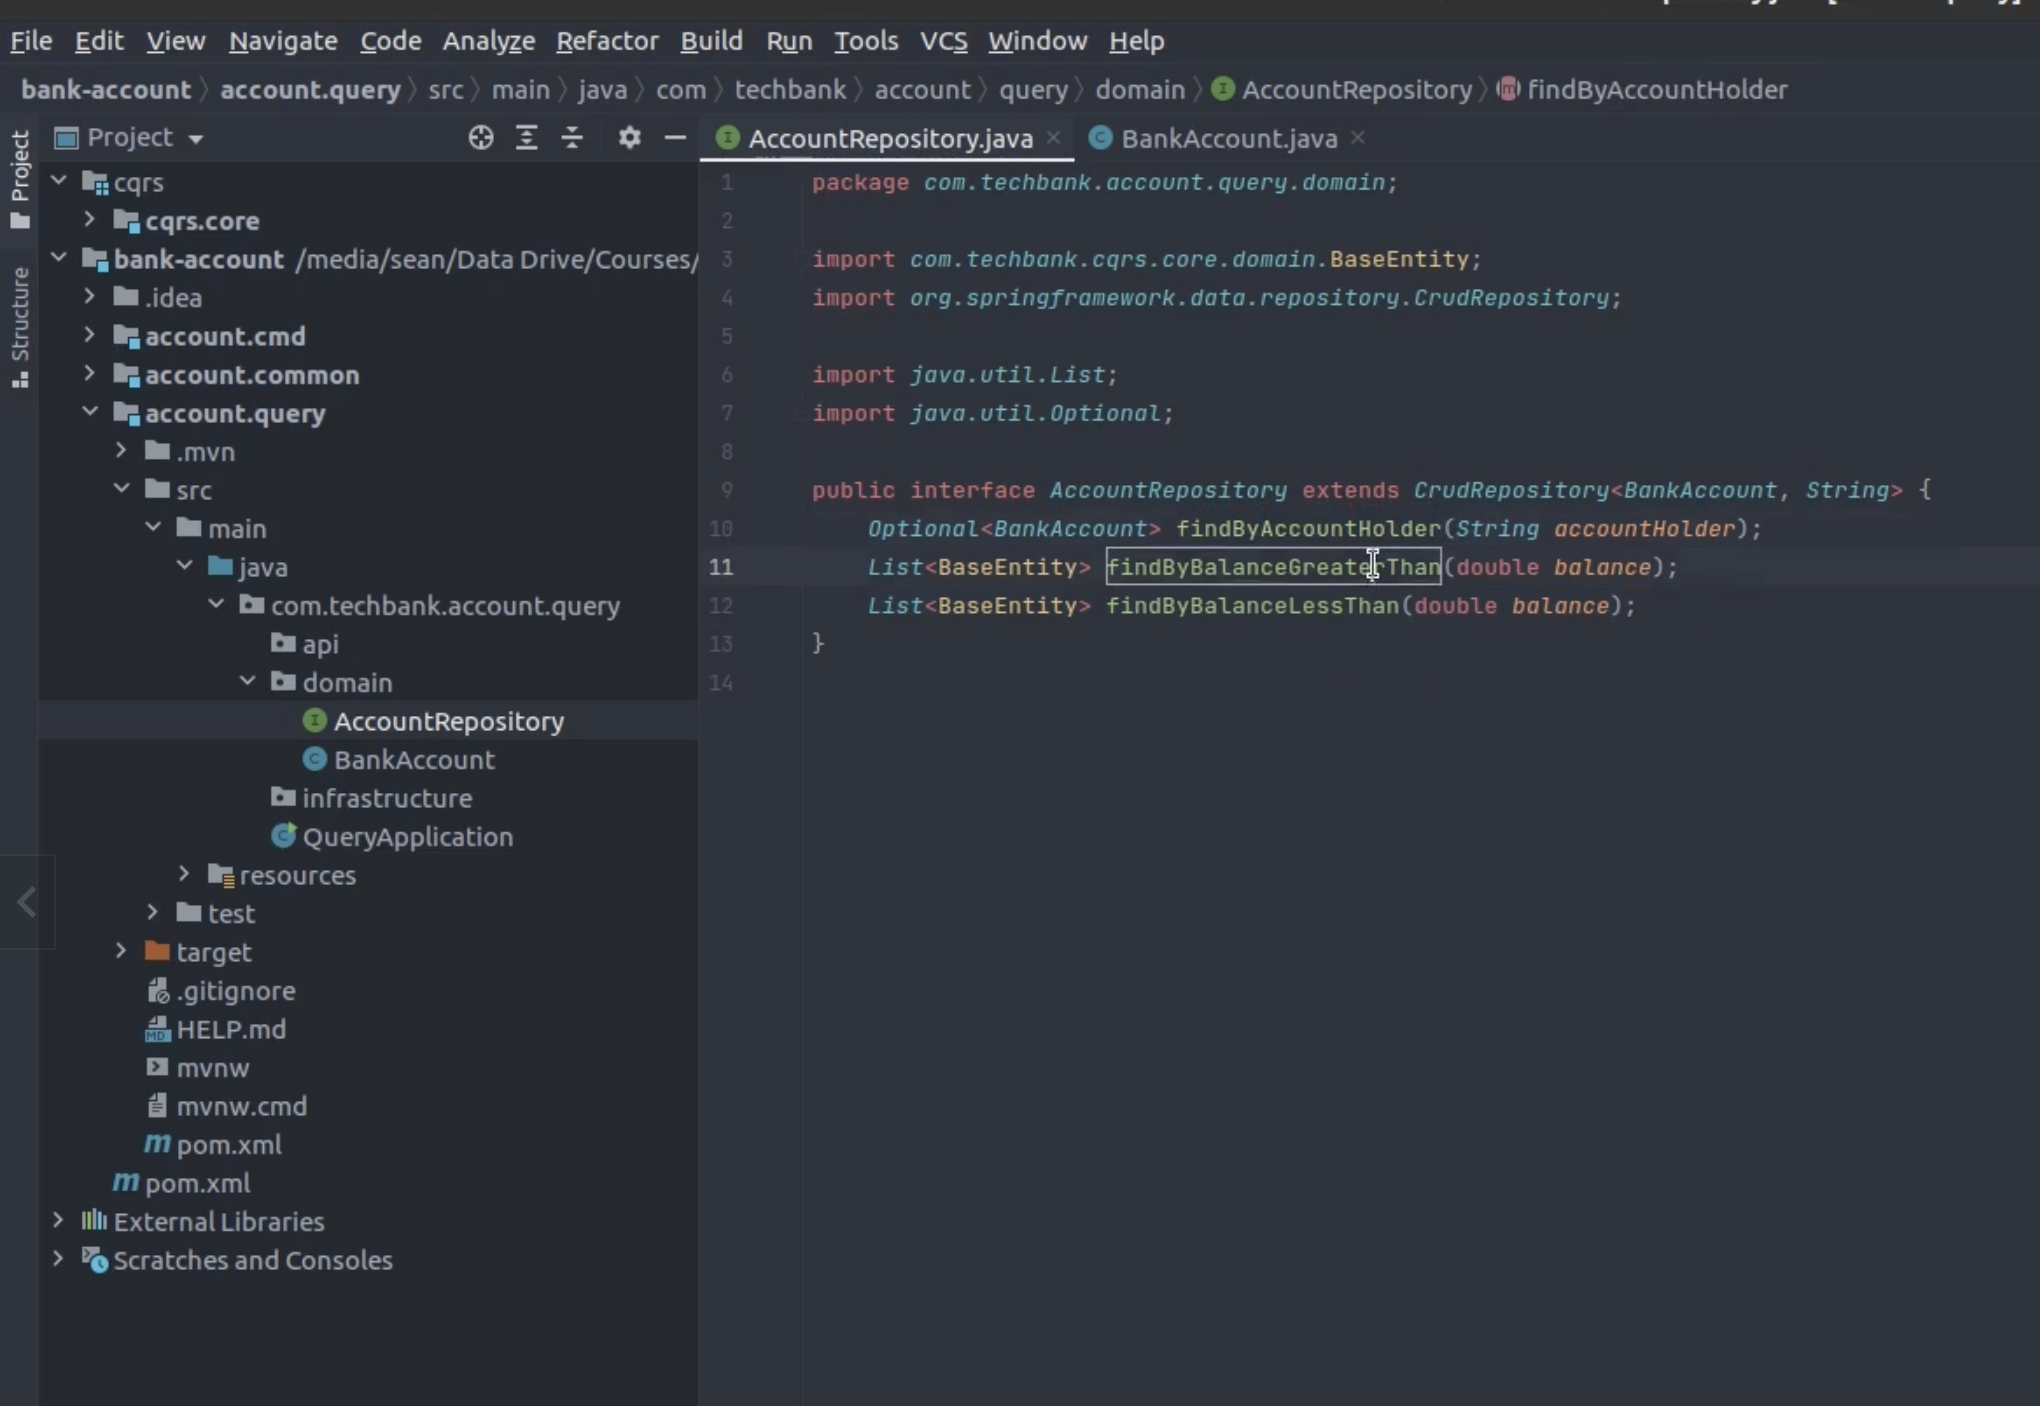 File Edit View Navigate Code Analyze Refactor Build Run Tools VCS Window Help
bank-account account.query src main java com techbank account query domain AccountRepository findByAccountHolder
Project
Structure
Project
cqrs
cqrs.core
bank-account /media/sean/Data Drive/Courses/
.idea
account.cmd
account.common
account.query
.mvn
src
main
java
com.techbank.account.query
api
domain
AccountRepository
BankAccount
infrastructure
QueryApplication
resources
test
target
.gitignore
HELP.md
mvnw
mvnw.cmd
pom.xml
pom.xml
External Libraries
Scratches and Consoles
AccountRepository.java BankAccount.java
1 package com.techbank.account.query.domain;
2
3 import com.techbank.cqrs.core.domain.BaseEntity;
4 import org.springframework.data.repository.CrudRepository;
5
6 import java.util.List;
7 import java.util.Optional;
8
9 public interface AccountRepository extends CrudRepository<BankAccount, String> {
10 Optional<BankAccount> findByAccountHolder(String accountHolder);
11 List<BaseEntity> findByBalanceGreaterThan(double balance);
12 List<BaseEntity> findByBalanceLessThan(double balance);
13 }
14